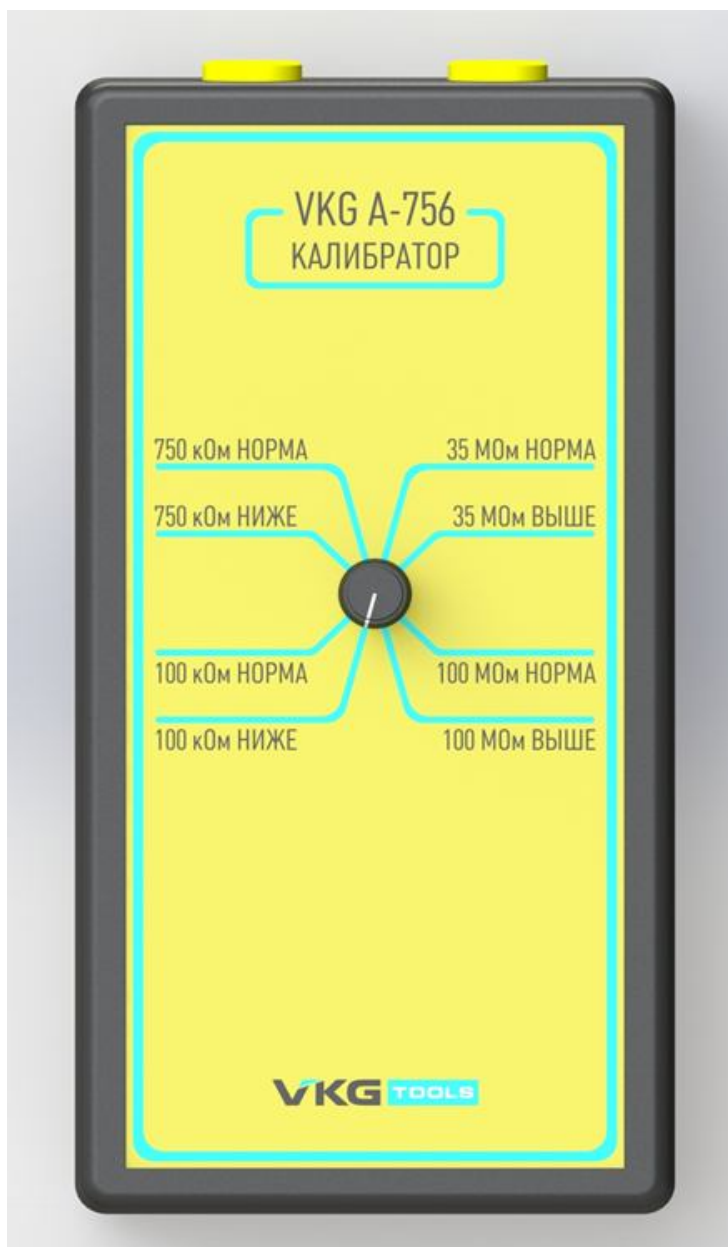 VKG A-756
КАЛИБРАТОР
750 кОм НОРМА
35 МОм НОРМА
750 кОм НИЖЕ
35 МОм ВЫШЕ
100 кОм НОРМА
100 МОм НОРМА
100 кОм НИЖЕ
100 МОм ВЫШЕ
VKG TOOLS